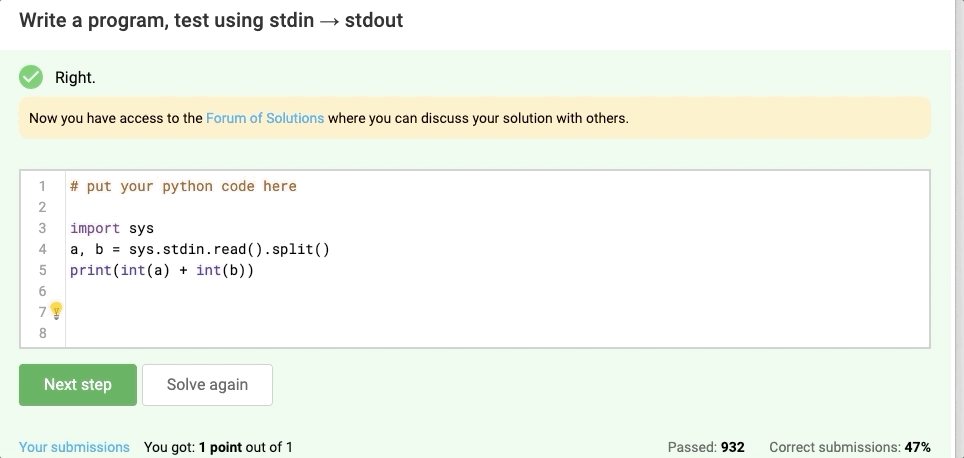 Write a program, test using stdin → stdout
Right.
Now you have access to the Forum of Solutions where you can discuss your solution with others.
1 # put your python code here
2
3 import sys
4 a, b = sys.stdin.read().split()
5 print(int(a) + int(b))
6
7
8
Next step Solve again
Your submissions You got: 1 point out of 1 Passed: 932 Correct submissions: 47%